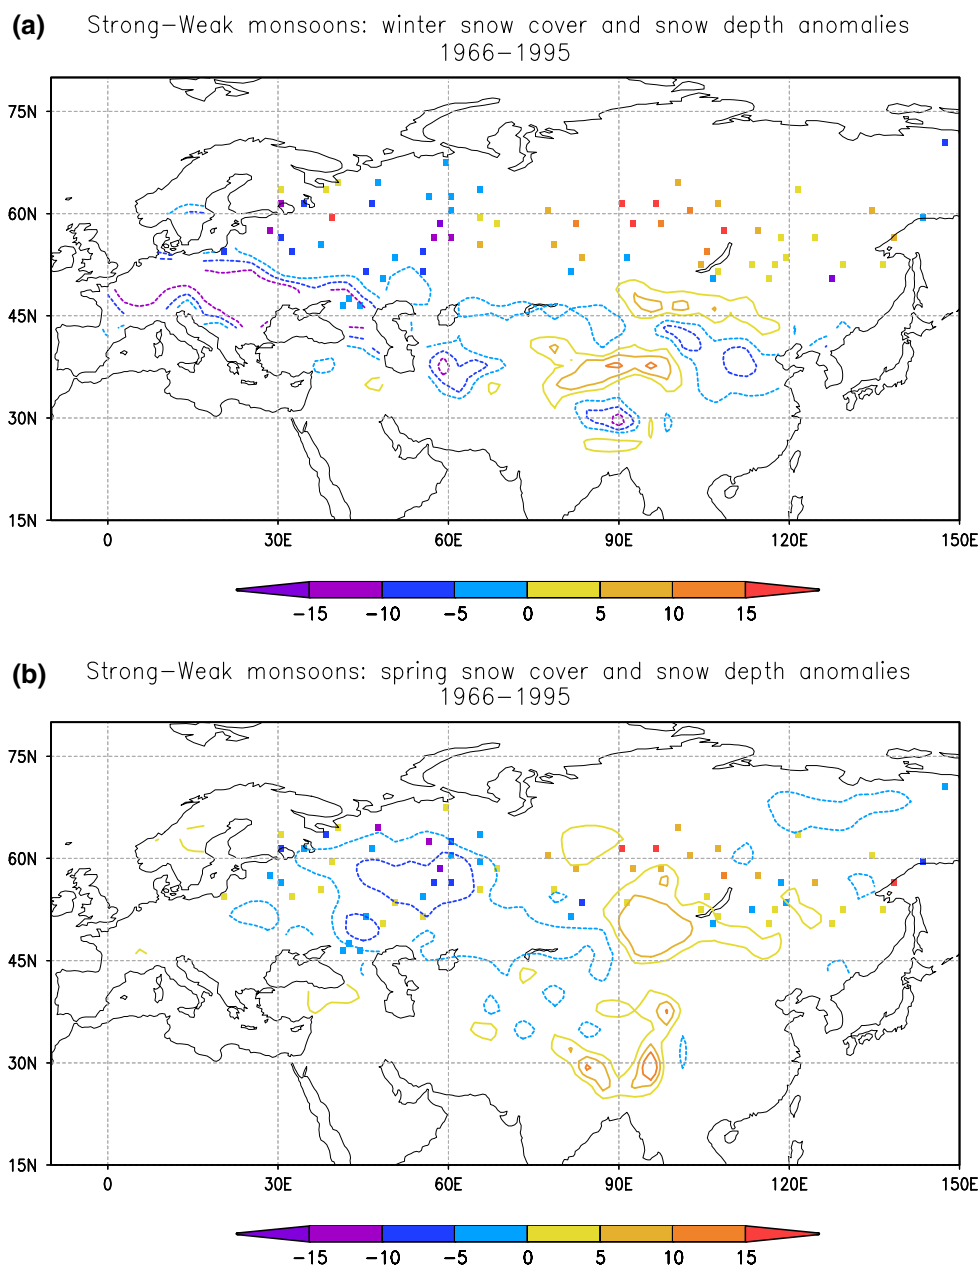 (a) Strong-Weak monsoons: winter snow cover and snow depth anomalies
1966-1995
75N
60N
45N
30N
15N
0 30E 60E 90E 120E 150E
-15 -10 -5 0 5 10 15
(b) Strong-Weak monsoons: spring snow cover and snow depth anomalies
1966-1995
75N
60N
45N
30N
15N
0 30E 60E 90E 120E 150E
-15 -10 -5 0 5 10 15